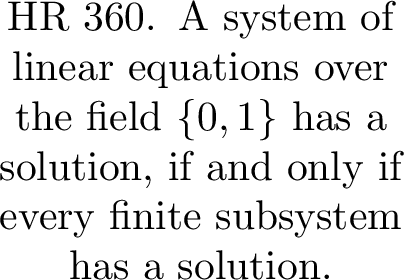 HR 360. A system of
linear equations over
the field {0, 1} has a
solution, if and only if
every finite subsystem
has a solution.